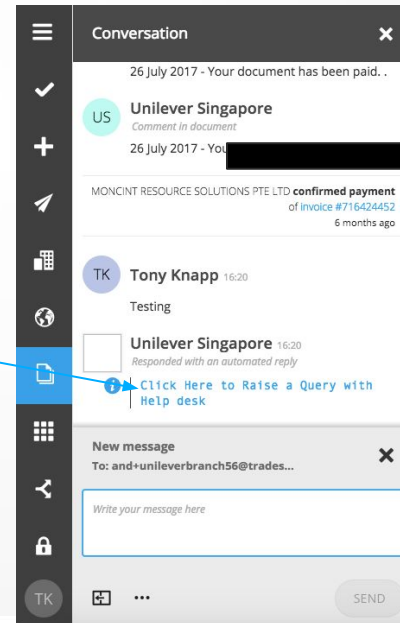 Conversation
26 July 2017 - Your document has been paid. .
US
Unilever Singapore
Comment in document
26 July 2017 - You
MONCINT RESOURCE SOLUTIONS PTE LTD confirmed payment
of invoice #716424452
6 months ago
TK
Tony Knapp 16:20
Testing
Unilever Singapore 16:20
Responded with an automated reply
Click Here to Raise a Query with
Help desk
New message
To: and+unileverbranch56@trades...
Write your message here
TK
SEND